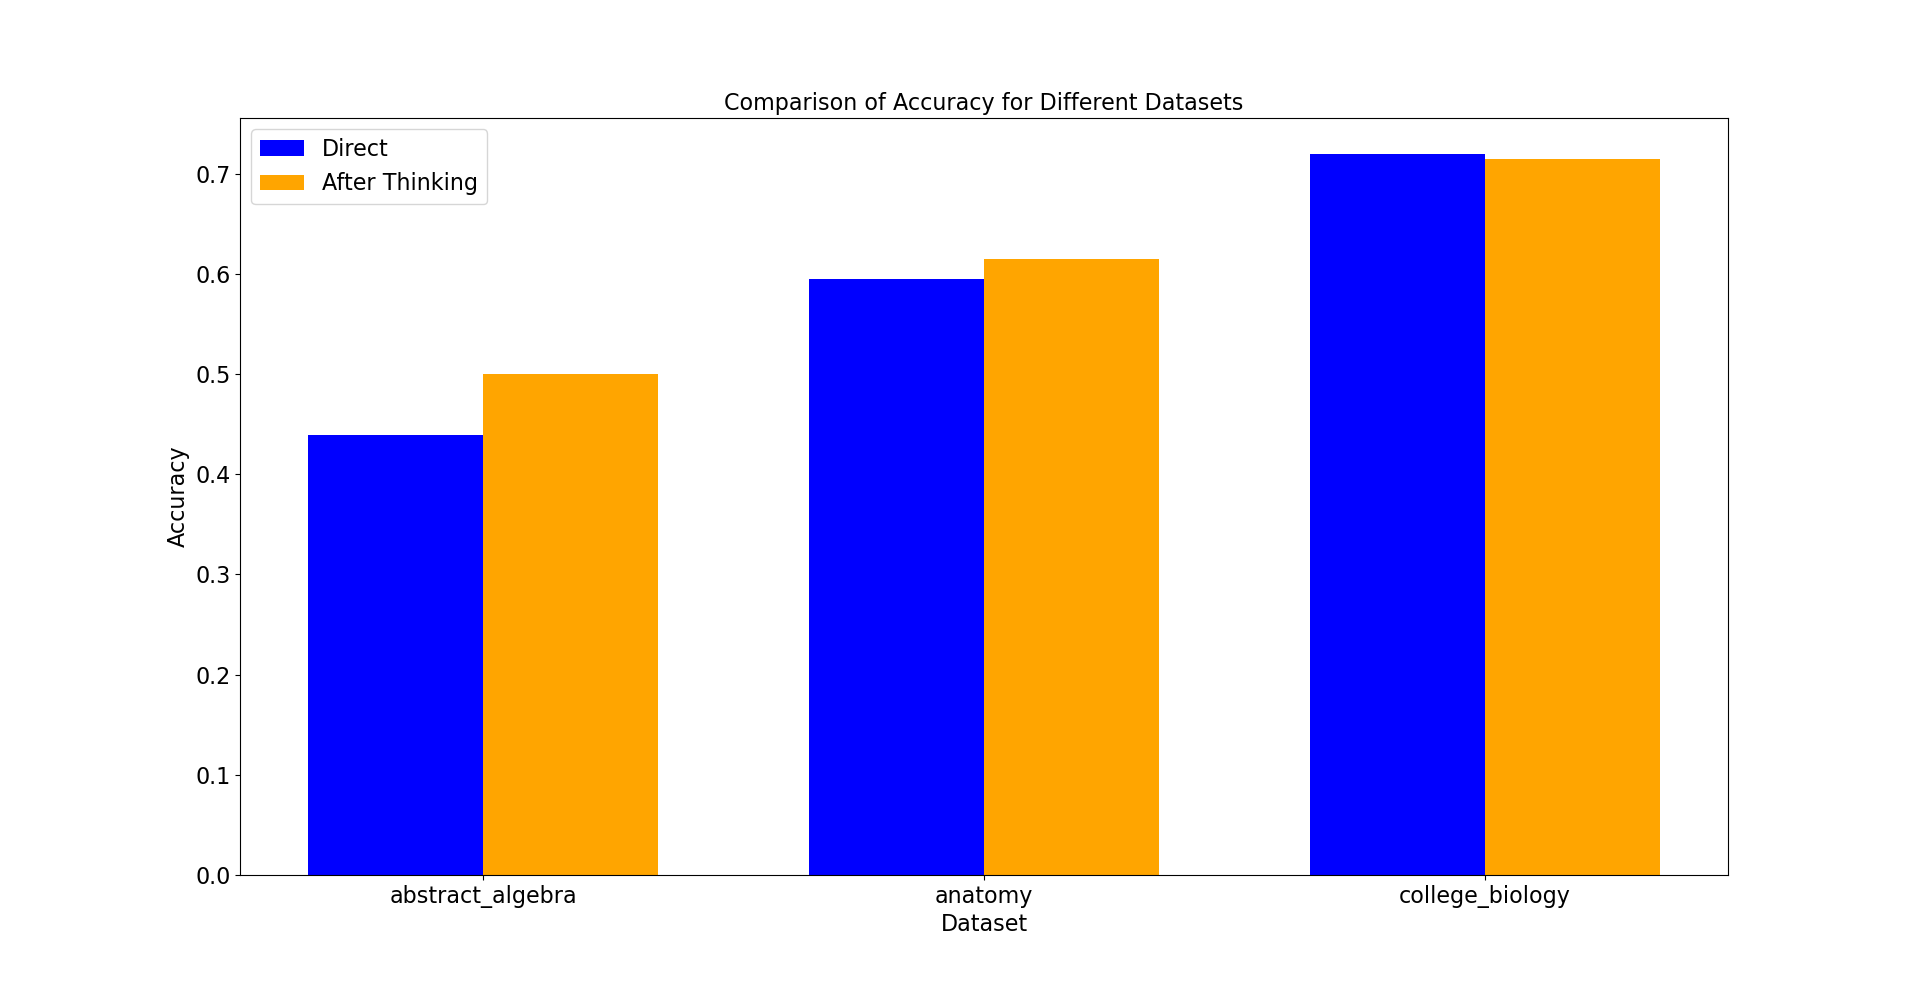 Comparison of Accuracy for Different Datasets
Direct
After Thinking
0.7
0.6
0.5
0.4
0.3
0.2
0.1
0.0
Accuracy
abstract_algebra
anatomy
college_biology
Dataset